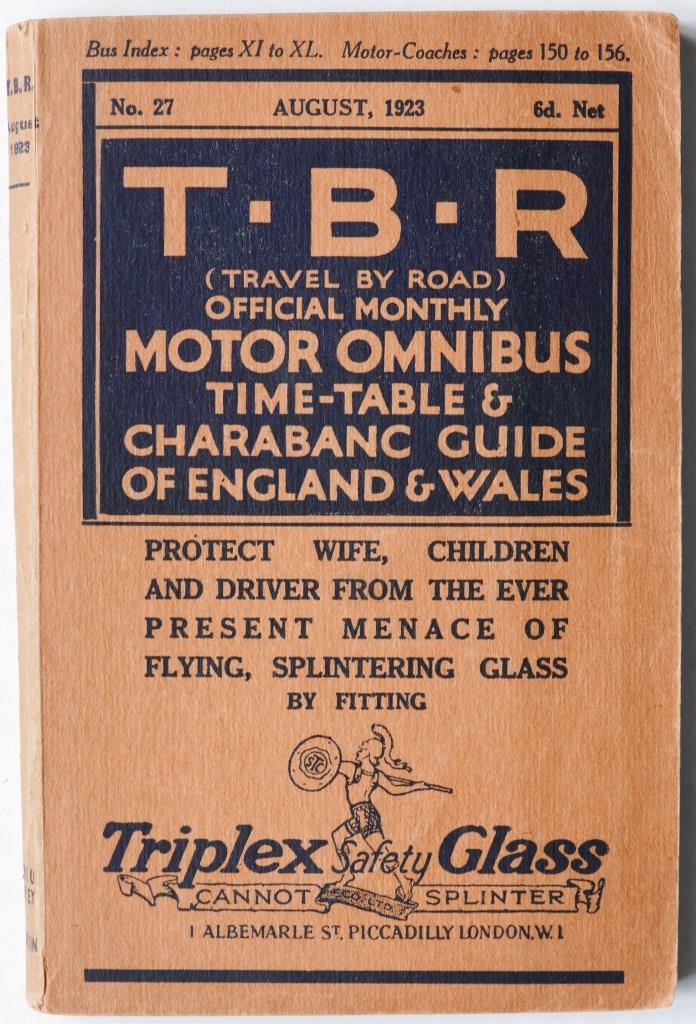 Bus Index : pages XI to XL. Motor-Coaches : pages 150 to 156.
No. 27 AUGUST, 1923 6d. Net
T·B·R
(TRAVEL BY ROAD)
OFFICIAL MONTHLY
MOTOR OMNIBUS
TIME-TABLE &
CHARABANC GUIDE
OF ENGLAND & WALES
PROTECT WIFE, CHILDREN
AND DRIVER FROM THE EVER
PRESENT MENACE OF
FLYING, SPLINTERING GLASS
BY FITTING
STC
Triplex Safety Glass
CANNOT SPLINTER
1 ALBEMARLE ST. PICCADILLY LONDON, W.1
T.B.R.
August
1923